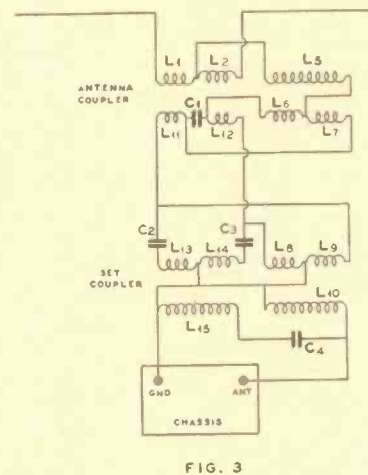 L1 L2 L5
ANTENNA
COUPLER
C1 L6
L11 L12 L7
C2 C3
L13 L14 L8 L9
SET
COUPLER
L10
L15
C4
GND ANT
CHASSIS
FIG. 3